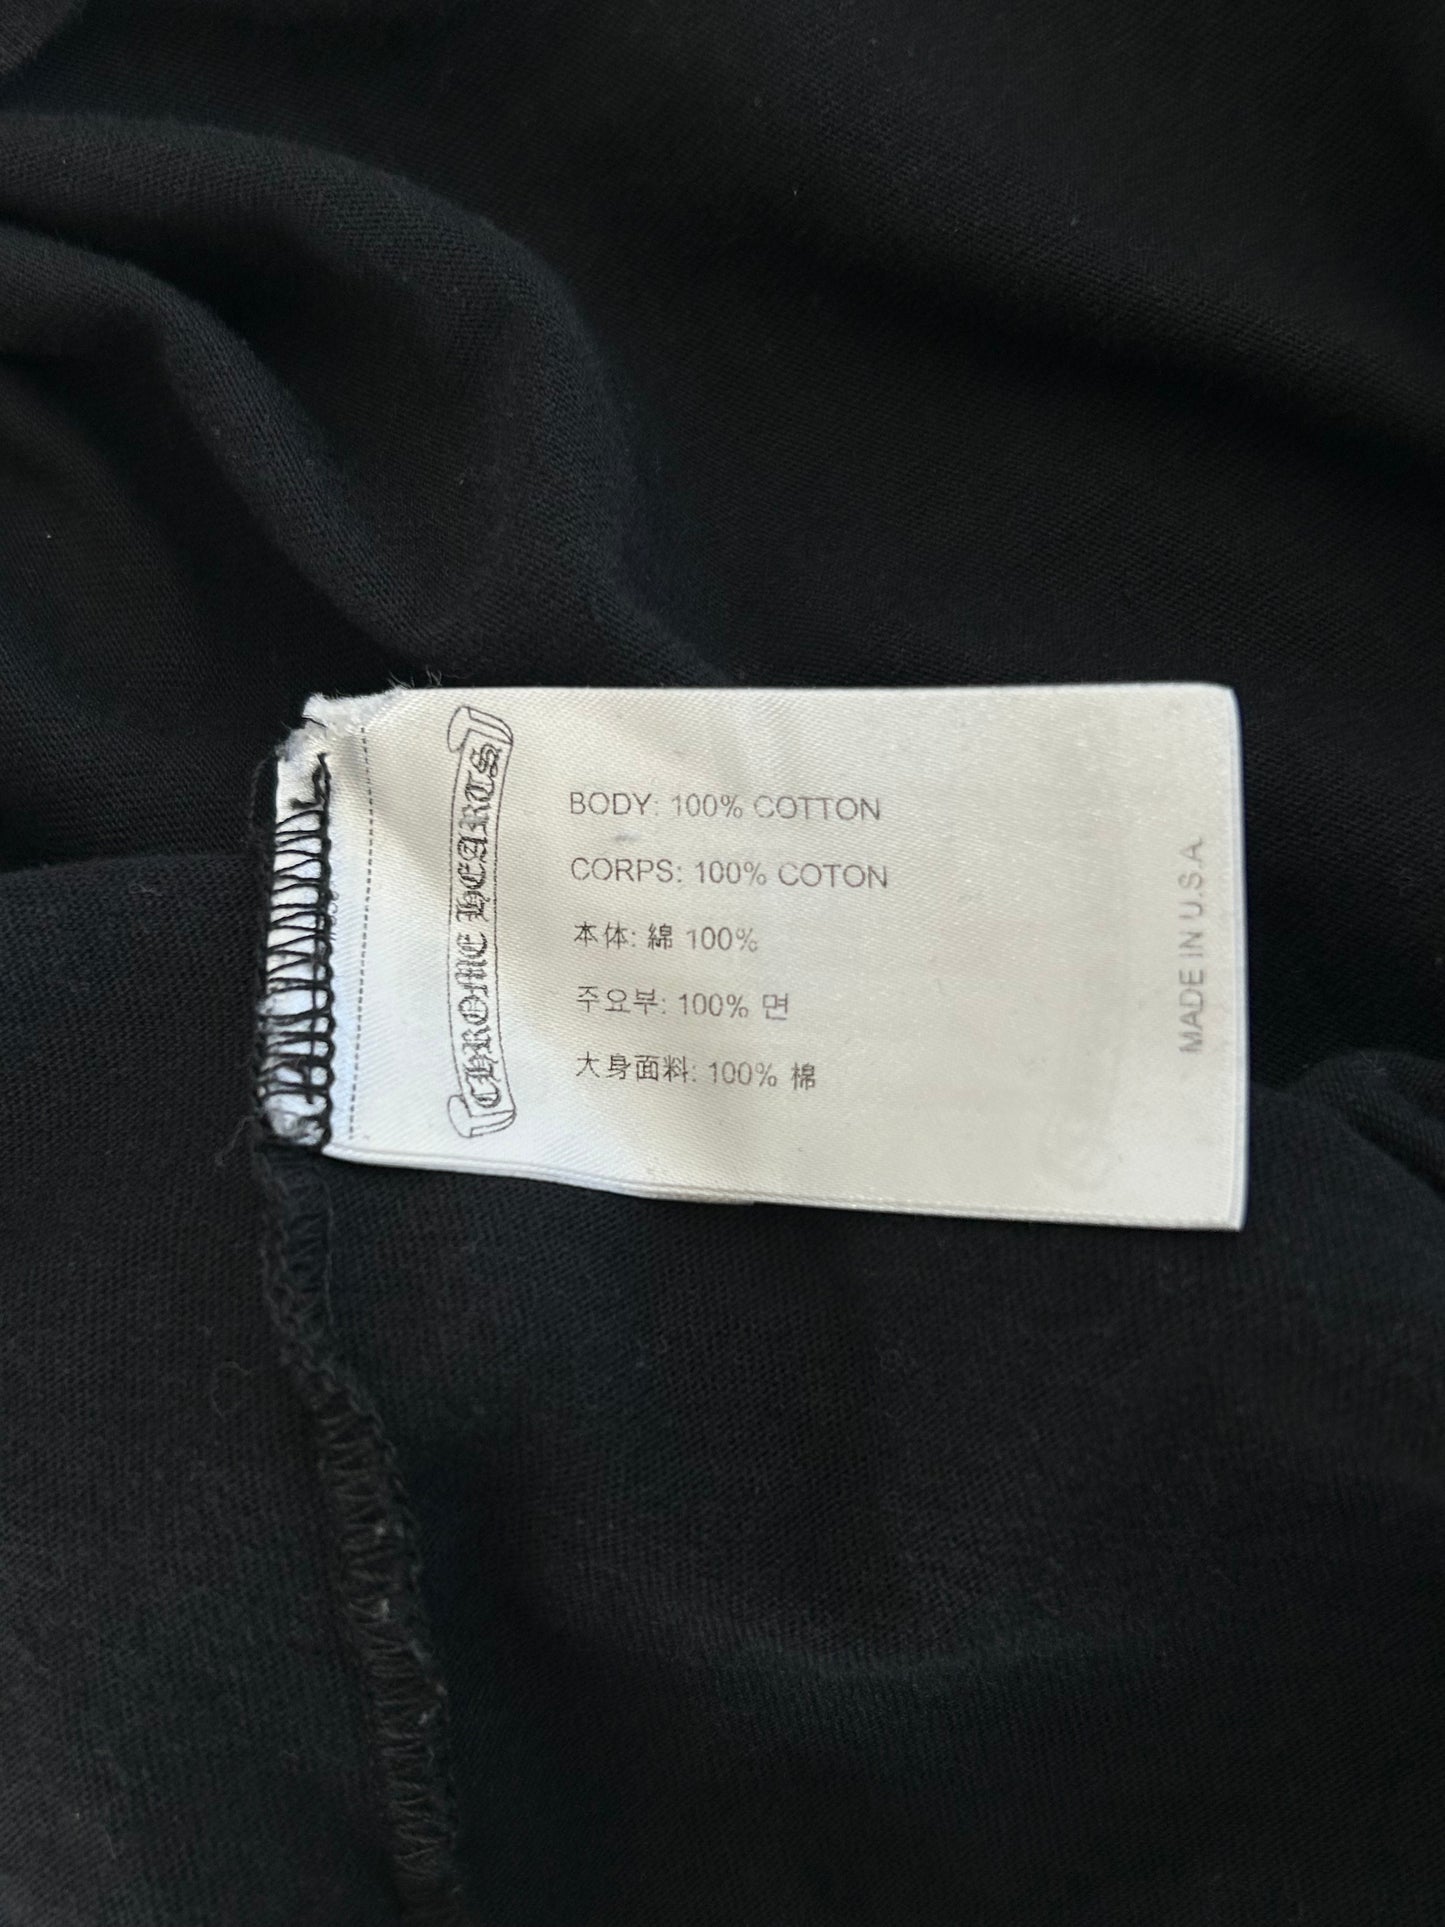 CHROME HEARTS
BODY: 100% COTTON
CORPS: 100% COTON
本体: 綿 100%
주요부: 100% 면
大身面料: 100% 棉
MADE IN U.S.A.